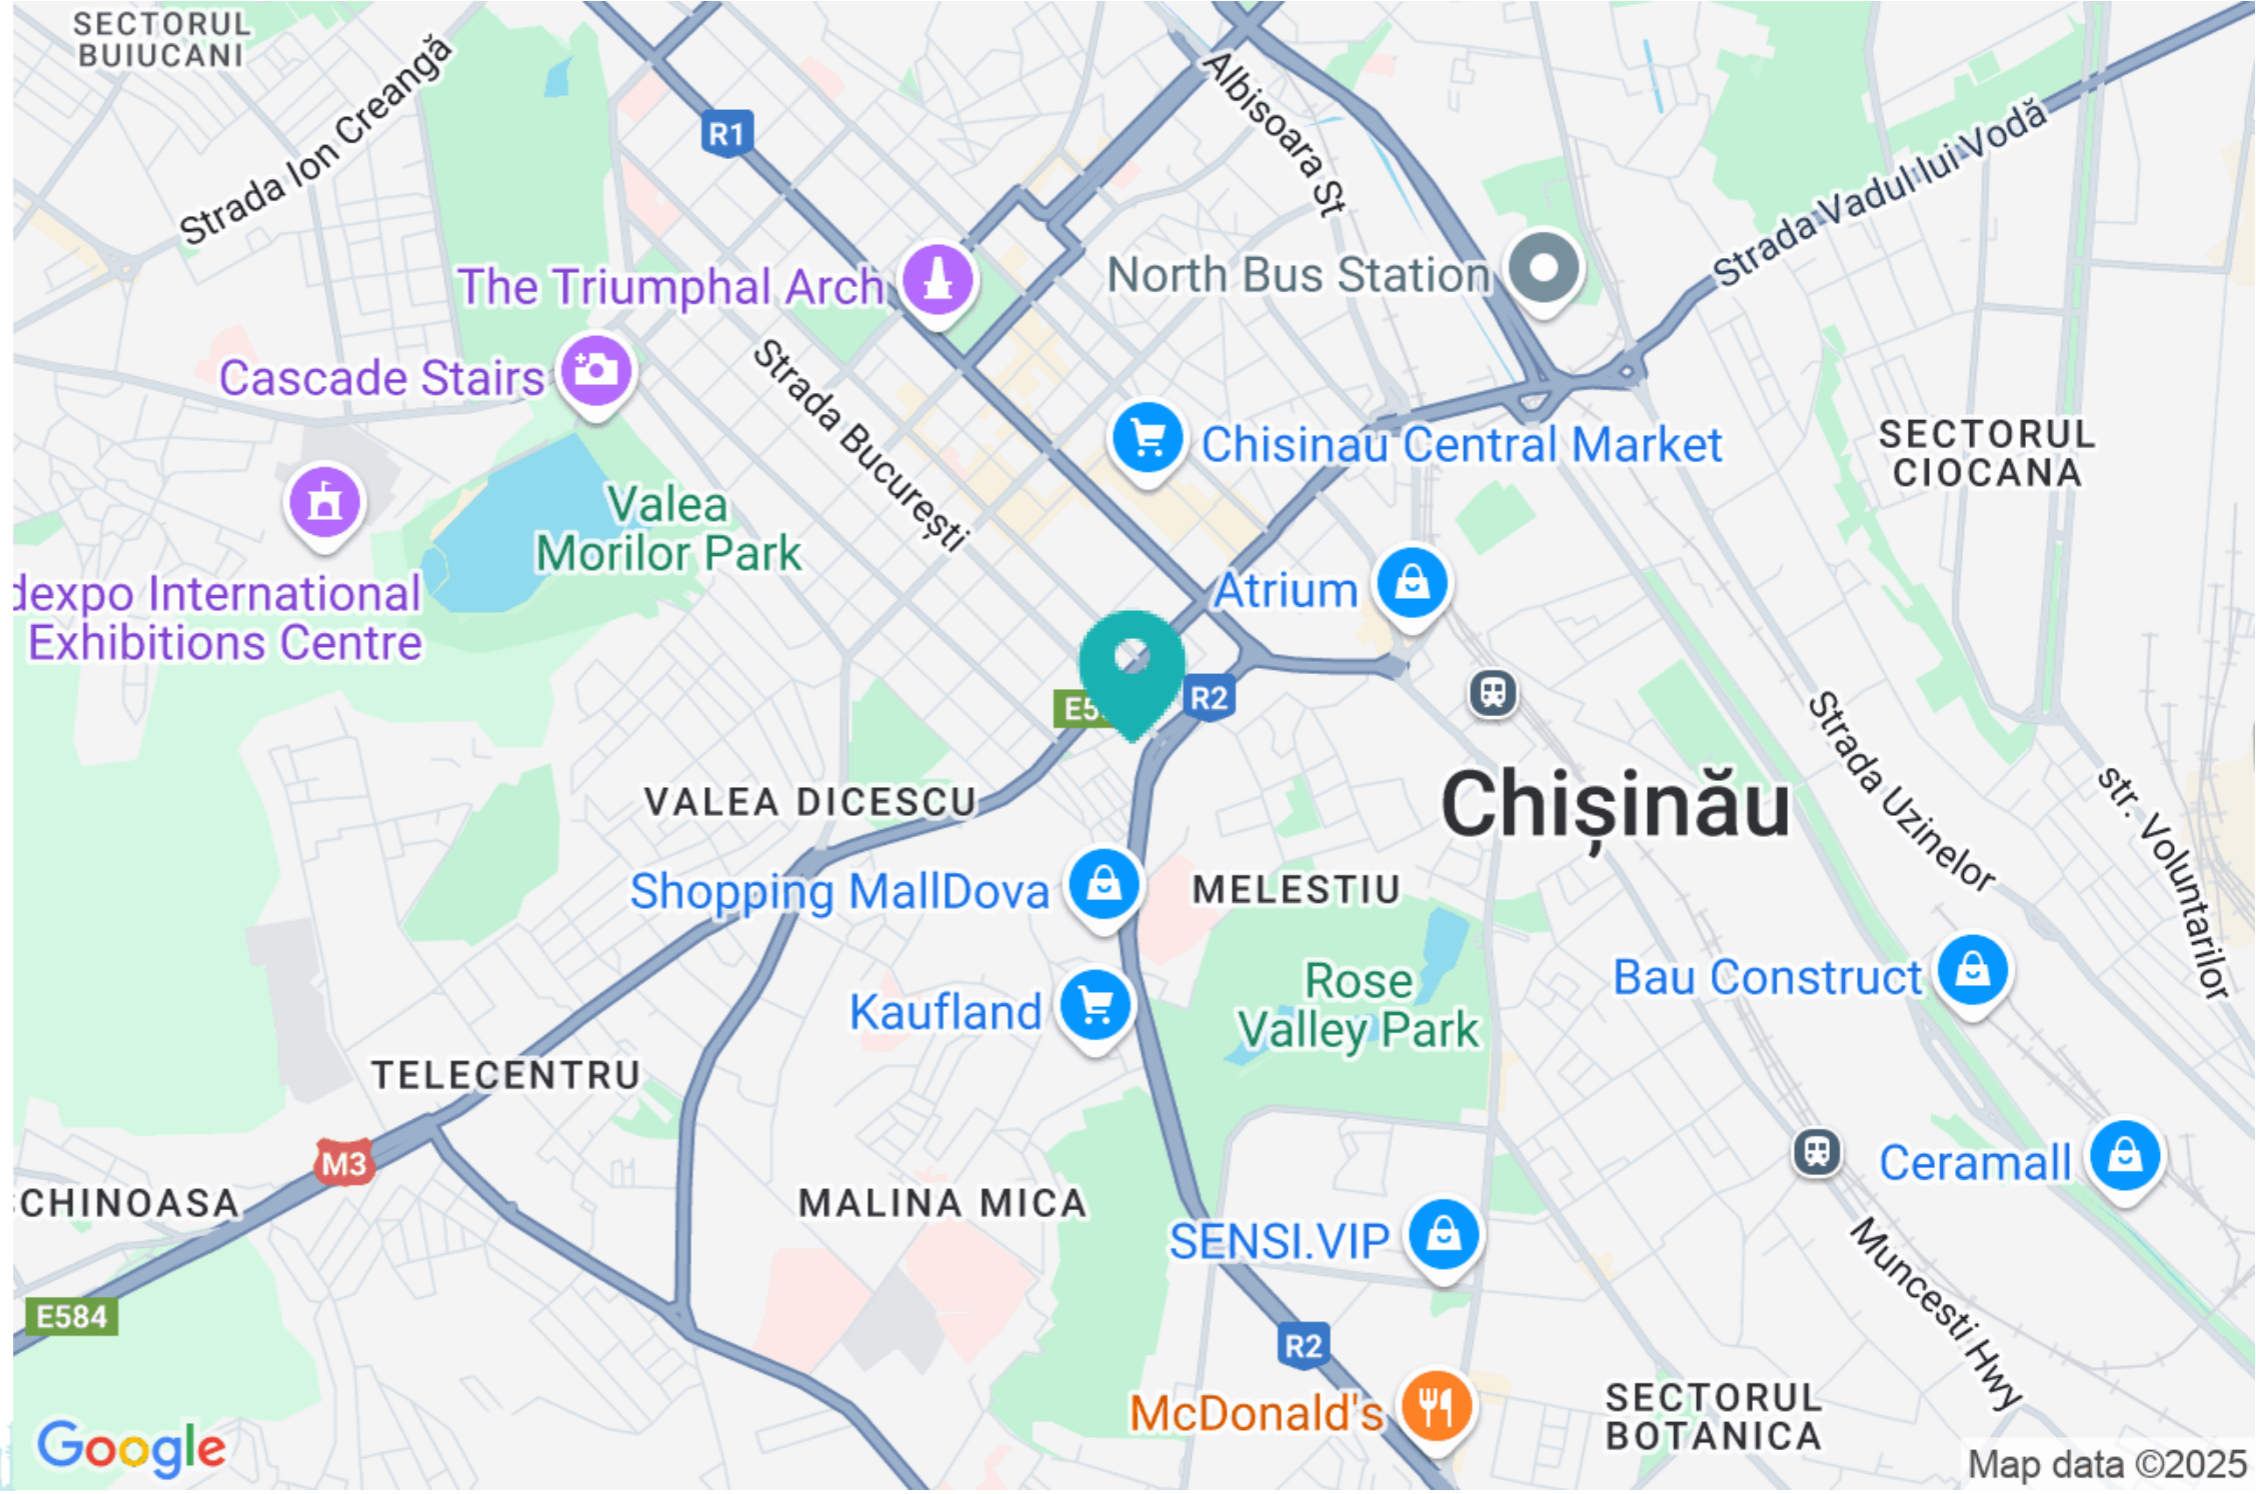 SECTORUL
BUIUCANI
Strada Ion Creangă
R1
Albisoara St
Strada Vadul lui Vodă
The Triumphal Arch
North Bus Station
Cascade Stairs
Strada București
Chisinau Central Market
SECTORUL
CIOCANA
Valea
Morilor Park
dexpo International
Exhibitions Centre
Atrium
E5
R2
Chișinău
Strada Uzinelor
str. Voluntarilor
VALEA DICESCU
Shopping MallDova
MELESTIU
Kaufland
Rose
Valley Park
Bau Construct
TELECENTRU
M3
CHINOASA
MALINA MICA
Ceramall
SENSI.VIP
Muncesti Hwy
E584
R2
McDonald's
SECTORUL
BOTANICA
Google
Map data ©2025